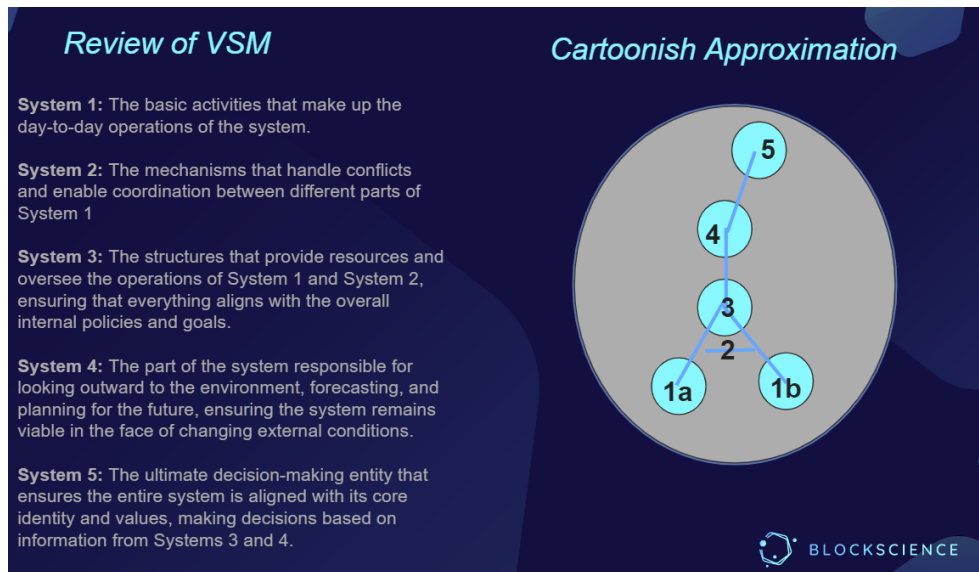 Review of VSM
System 1: The basic activities that make up the
day-to-day operations of the system.
System 2: The mechanisms that handle conflicts
and enable coordination between different parts of
System 1
System 3: The structures that provide resources and
oversee the operations of System 1 and System 2,
ensuring that everything aligns with the overall
internal policies and goals.
System 4: The part of the system responsible for
looking outward to the environment, forecasting, and
planning for the future, ensuring the system remains
viable in the face of changing external conditions.
System 5: The ultimate decision-making entity that
ensures the entire system is aligned with its core
identity and values, making decisions based on
information from Systems 3 and 4.
Cartoonish Approximation
5
4
3
2
1a 1b
BLOCKSCIENCE